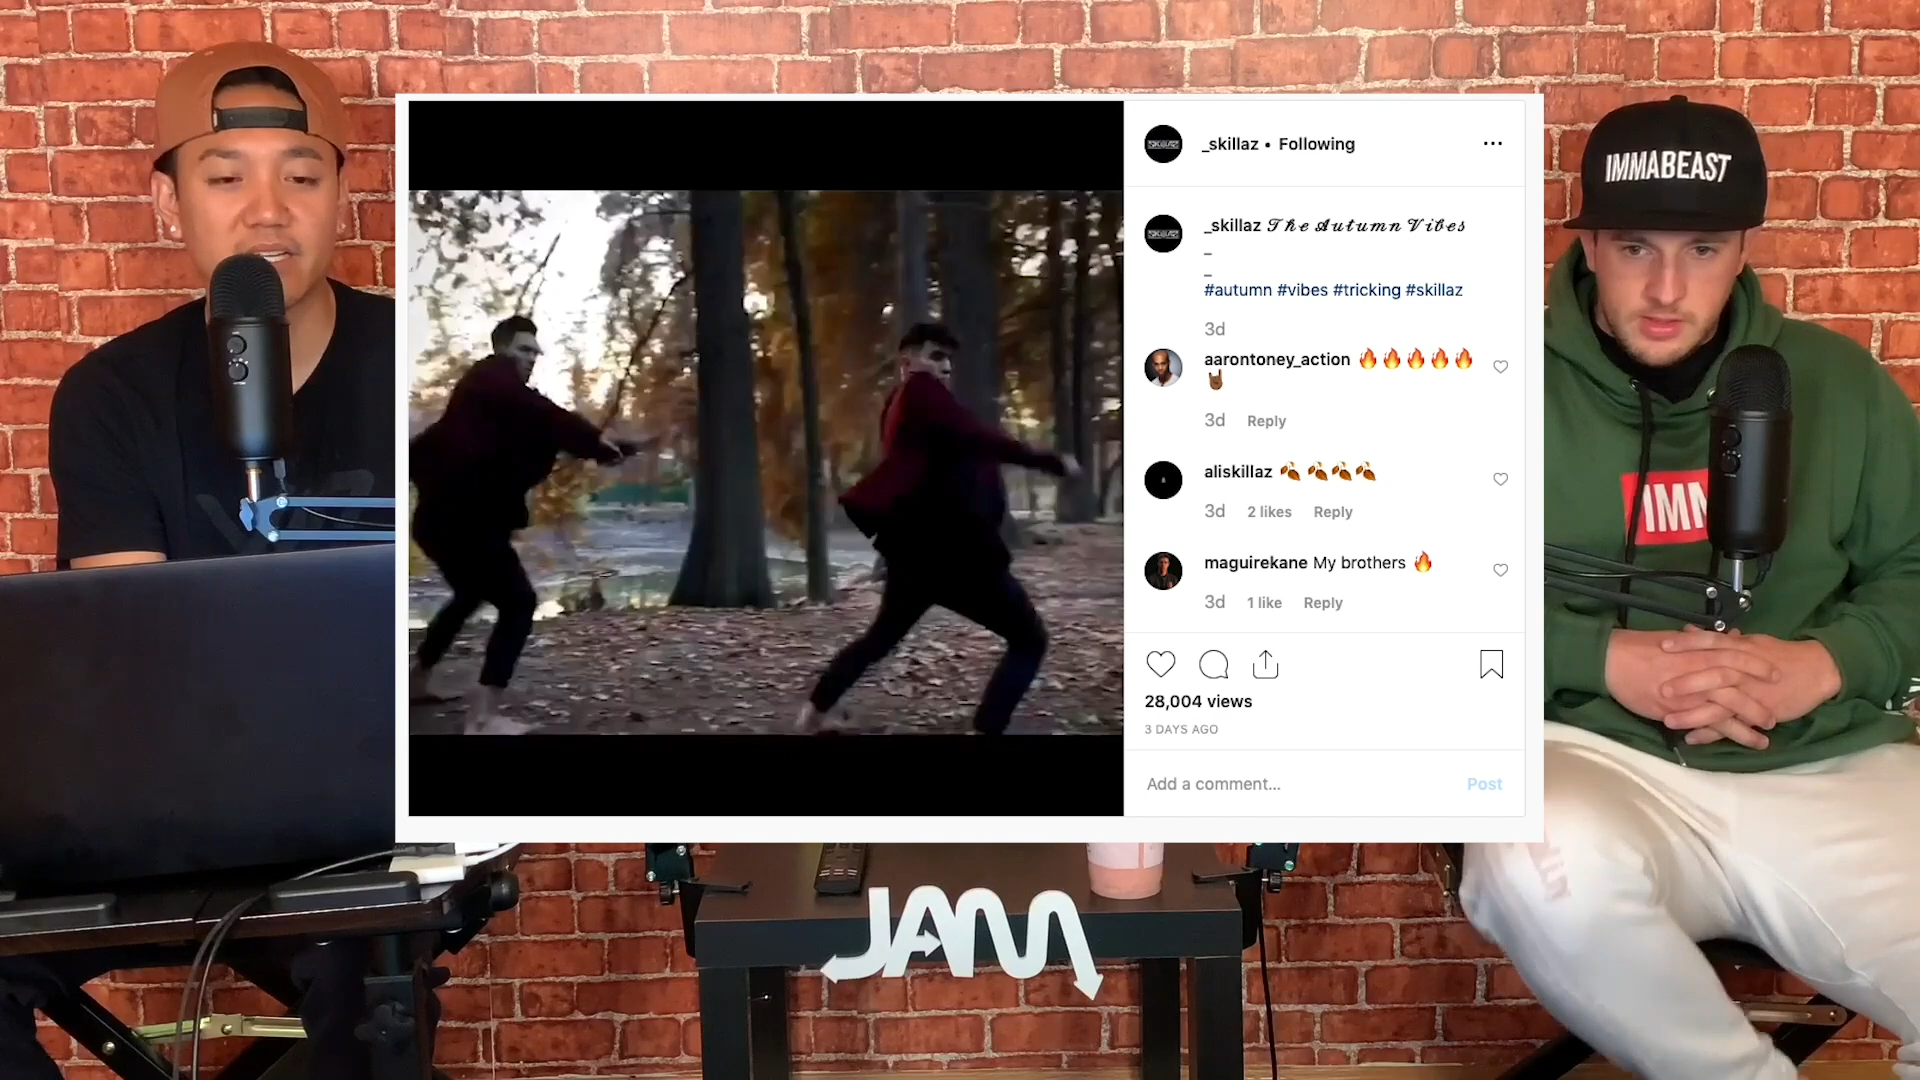 _skillaz • Following
_skillaz 𝒯𝒽𝑒 𝒜𝓊𝓉𝓊𝓂𝓃 𝒱𝒾𝒷𝑒𝓈
_
_
#autumn #vibes #tricking #skillaz
3d
aarontoney_action 🔥🔥🔥🔥🔥
🤘🏾
3d Reply
aliskillaz 🍂🍂🍂🍂
3d 2 likes Reply
maguirekane My brothers 🔥
3d 1 like Reply
28,004 views
3 DAYS AGO
Add a comment... Post
IMMABEAST
IMM
JAM